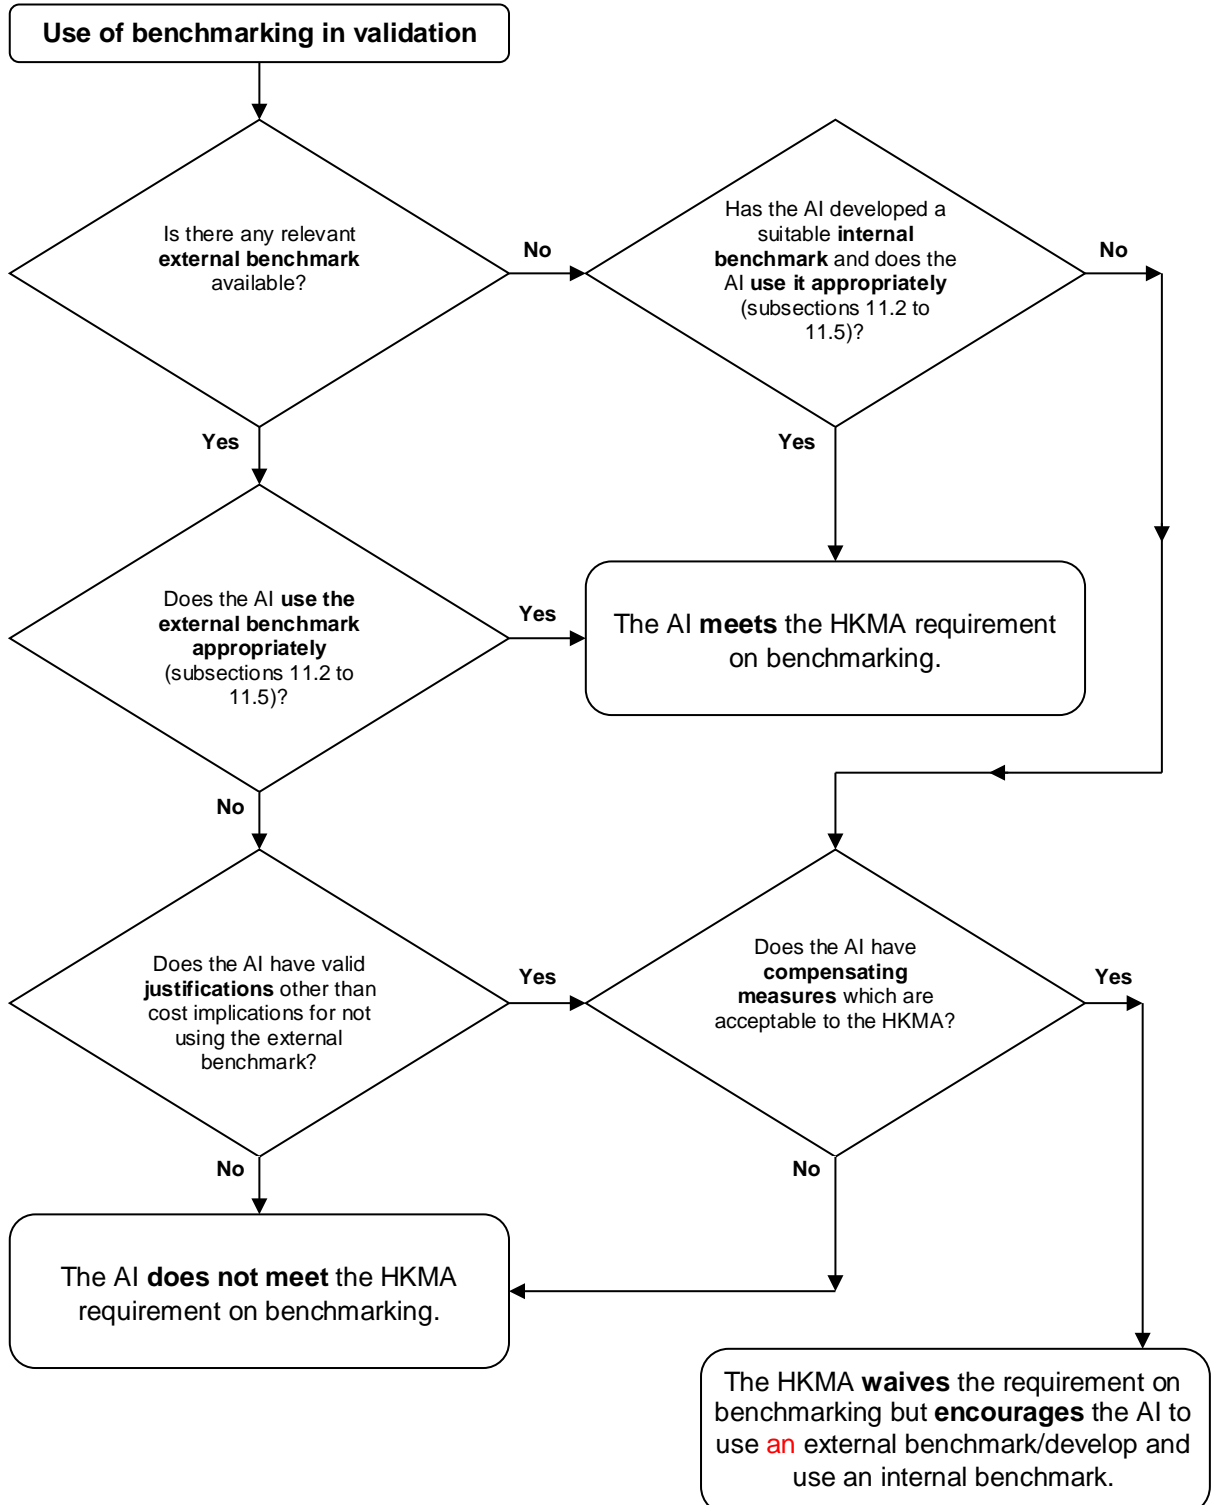 Use of benchmarking in validation
Is there any relevant
external benchmark
available?
No
Has the AI developed a
suitable internal
benchmark and does the
AI use it appropriately
(subsections 11.2 to
11.5)?
No
Yes
Yes
Does the AI use the
external benchmark
appropriately
(subsections 11.2 to
11.5)?
Yes
The AI meets the HKMA requirement
on benchmarking.
No
Does the AI have valid
justifications other than
cost implications for not
using the external
benchmark?
Yes
Does the AI have
compensating
measures which are
acceptable to the HKMA?
Yes
No
No
The AI does not meet the HKMA
requirement on benchmarking.
The HKMA waives the requirement on
benchmarking but encourages the AI to
use an external benchmark/develop and
use an internal benchmark.